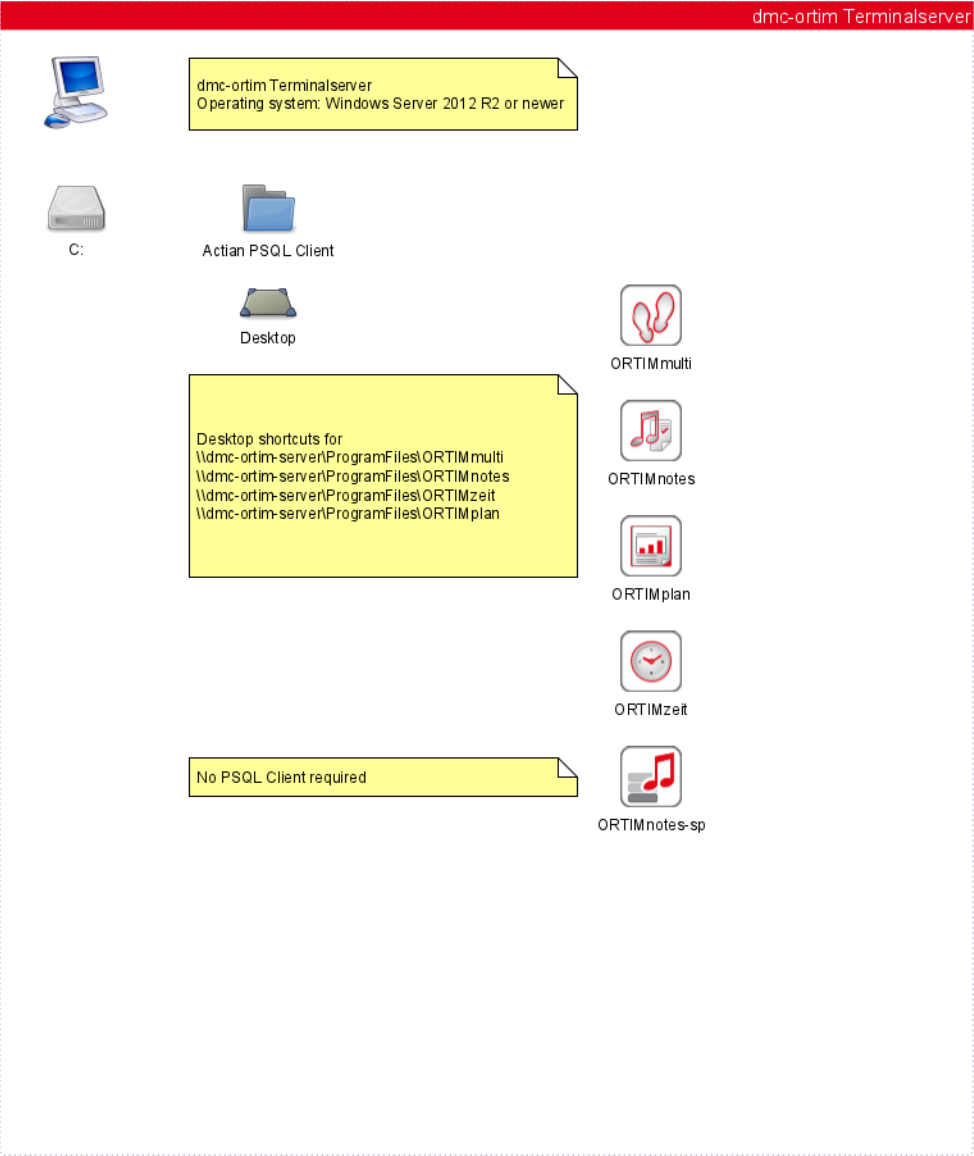 dmc-ortim Terminalserver
dmc-ortim Terminalserver
Operating system: Windows Server 2012 R2 or newer
C:
Actian PSQL Client
Desktop
ORTIMmulti
Desktop shortcuts for
\\dmc-ortim-server\ProgramFiles\ORTIMmulti
\\dmc-ortim-server\ProgramFiles\ORTIMnotes
\\dmc-ortim-server\ProgramFiles\ORTIMzeit
\\dmc-ortim-server\ProgramFiles\ORTIMplan
ORTIMnotes
ORTIMplan
ORTIMzeit
No PSQL Client required
ORTIMnotes-sp